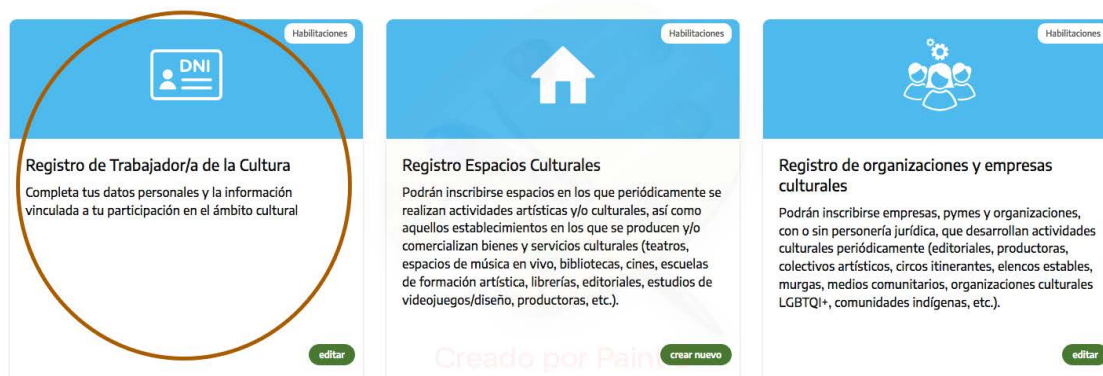 Habilitaciones
DNI
Registro de Trabajador/a de la Cultura
Completa tus datos personales y la información
vinculada a tu participación en el ámbito cultural
editar
Habilitaciones
Registro Espacios Culturales
Podrán inscribirse espacios en los que periódicamente se
realizan actividades artísticas y/o culturales, así como
aquellos establecimientos en los que se producen y/o
comercializan bienes y servicios culturales (teatros,
espacios de música en vivo, bibliotecas, cines, escuelas
de formación artística, librerías, editoriales, estudios de
videojuegos/diseño, productoras, etc.).
Creado por Paint
crear nuevo
Habilitaciones
Registro de organizaciones y empresas
culturales
Podrán inscribirse empresas, pymes y organizaciones,
con o sin personería jurídica, que desarrollan actividades
culturales periódicamente (editoriales, productoras,
colectivos artísticos, circos itinerantes, elencos estables,
murgas, medios comunitarios, organizaciones culturales
LGBTQI+, comunidades indígenas, etc.).
editar